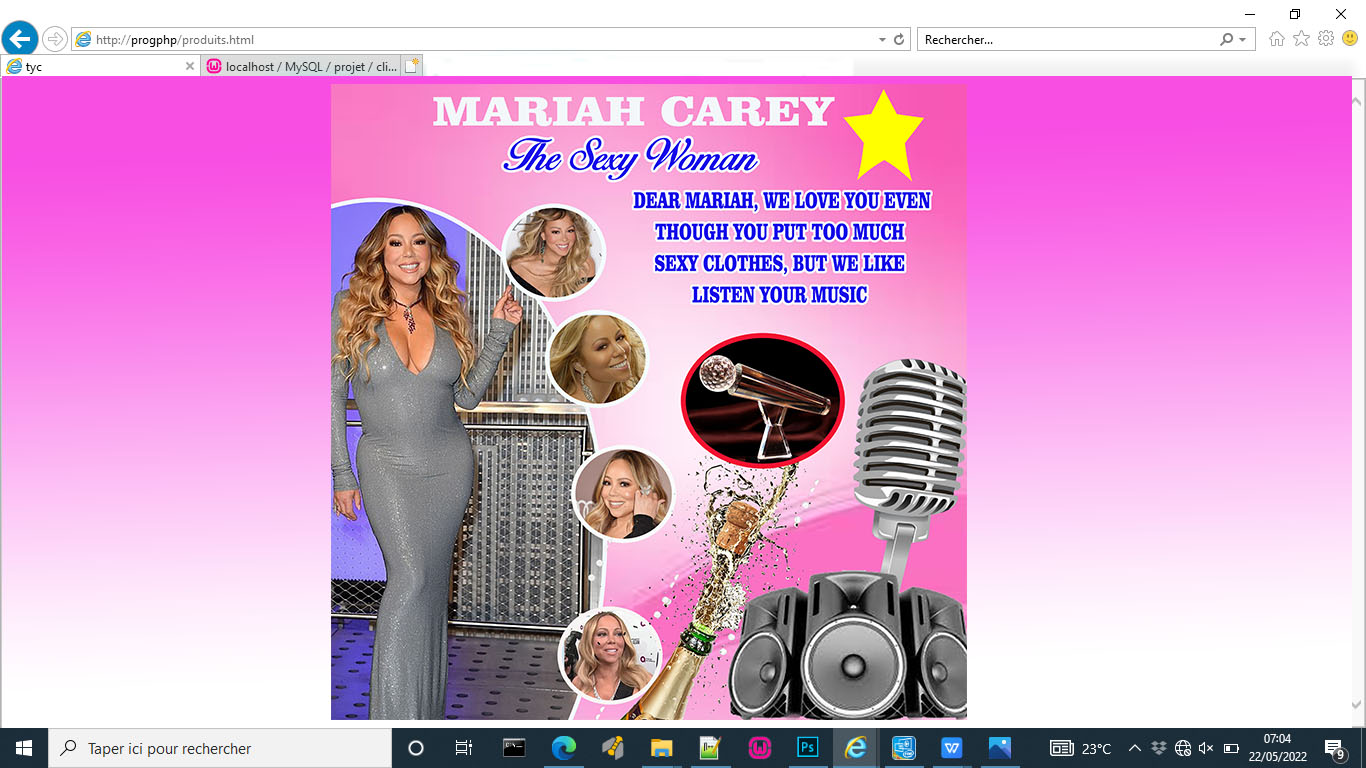 http://progphp/produits.html
Rechercher...
tyc
localhost / MySQL / projet / cli...
MARIAH CAREY
The Sexy Woman
DEAR MARIAH, WE LOVE YOU EVEN
THOUGH YOU PUT TOO MUCH
SEXY CLOTHES, BUT WE LIKE
LISTEN YOUR MUSIC
Taper ici pour rechercher
Ps
W
23°C
07:04
22/05/2022
9